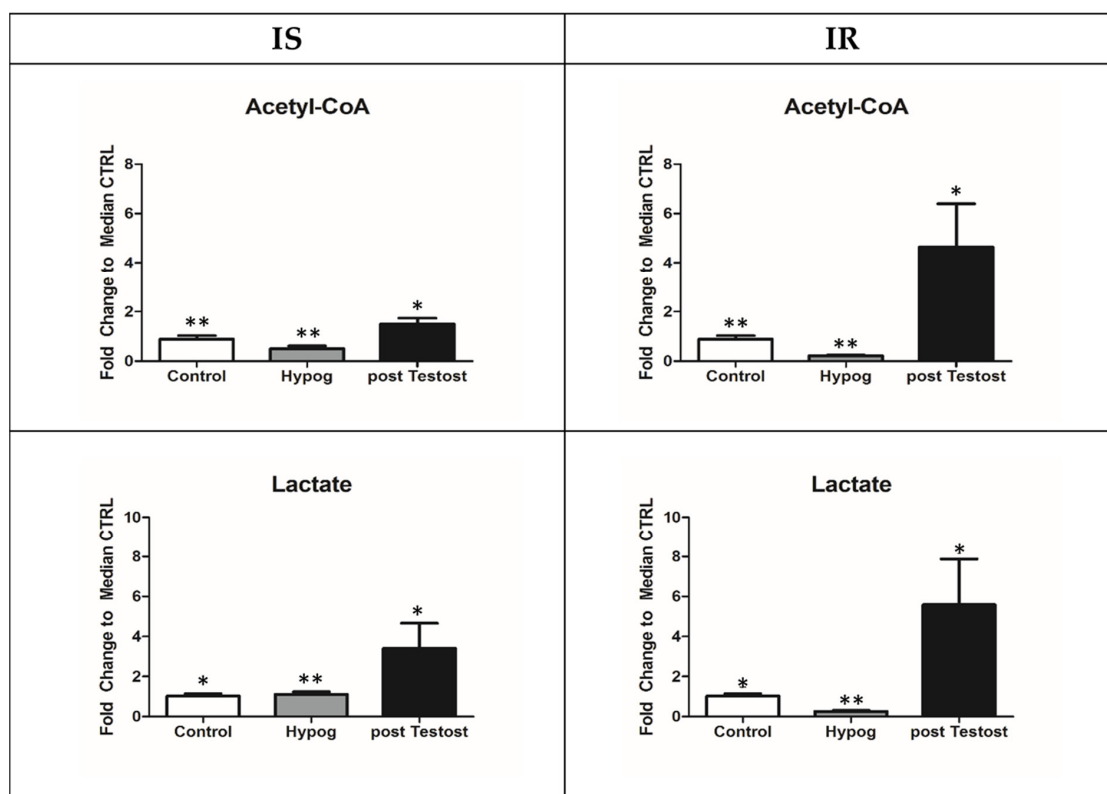 IS
IR
Acetyl-CoA
Fold Change to Median CTRL
8
6
4
2
0
**
**
*
Control Hypog post Testost
Acetyl-CoA
Fold Change to Median CTRL
8
6
4
2
0
**
**
*
Control Hypog post Testost
Lactate
Fold Change to Median CTRL
10
8
6
4
2
0
*
**
*
Control Hypog post Testost
Lactate
Fold Change to Median CTRL
10
8
6
4
2
0
*
**
*
Control Hypog post Testost